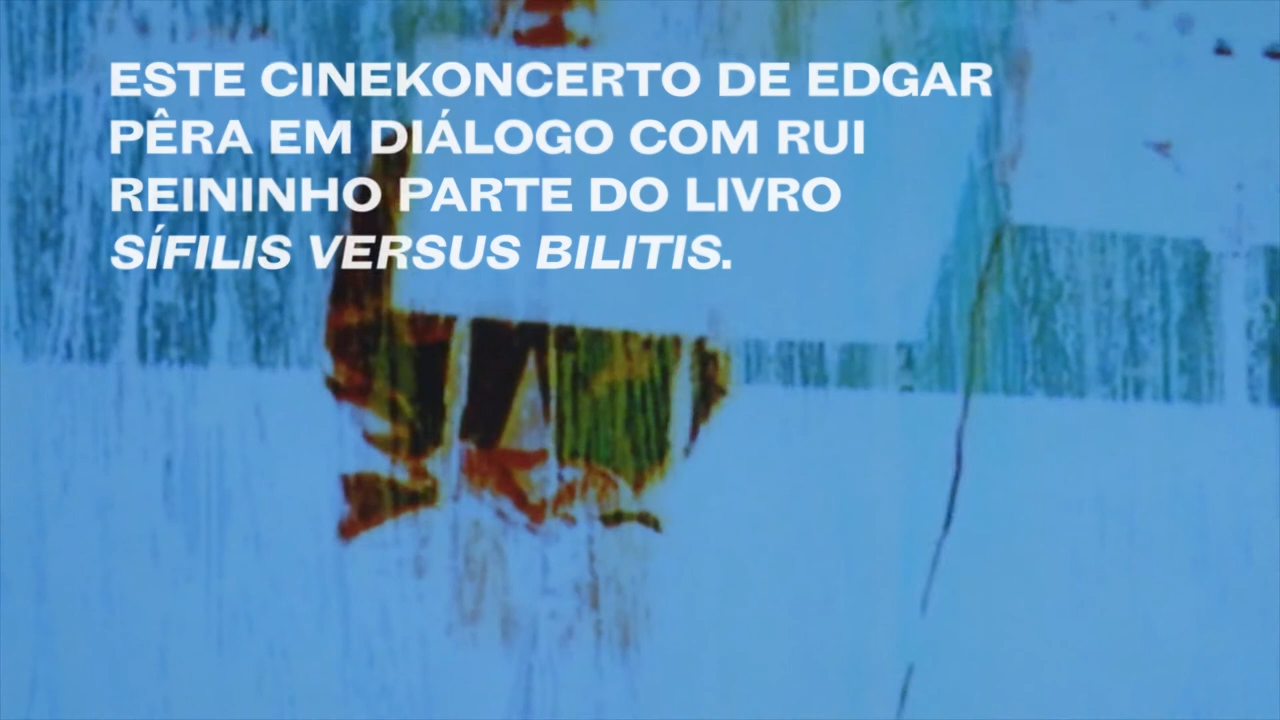 ESTE CINEKONCERTO DE EDGAR
PÊRA EM DIÁLOGO COM RUI
REININHO PARTE DO LIVRO
SÍFILIS VERSUS BILITIS.